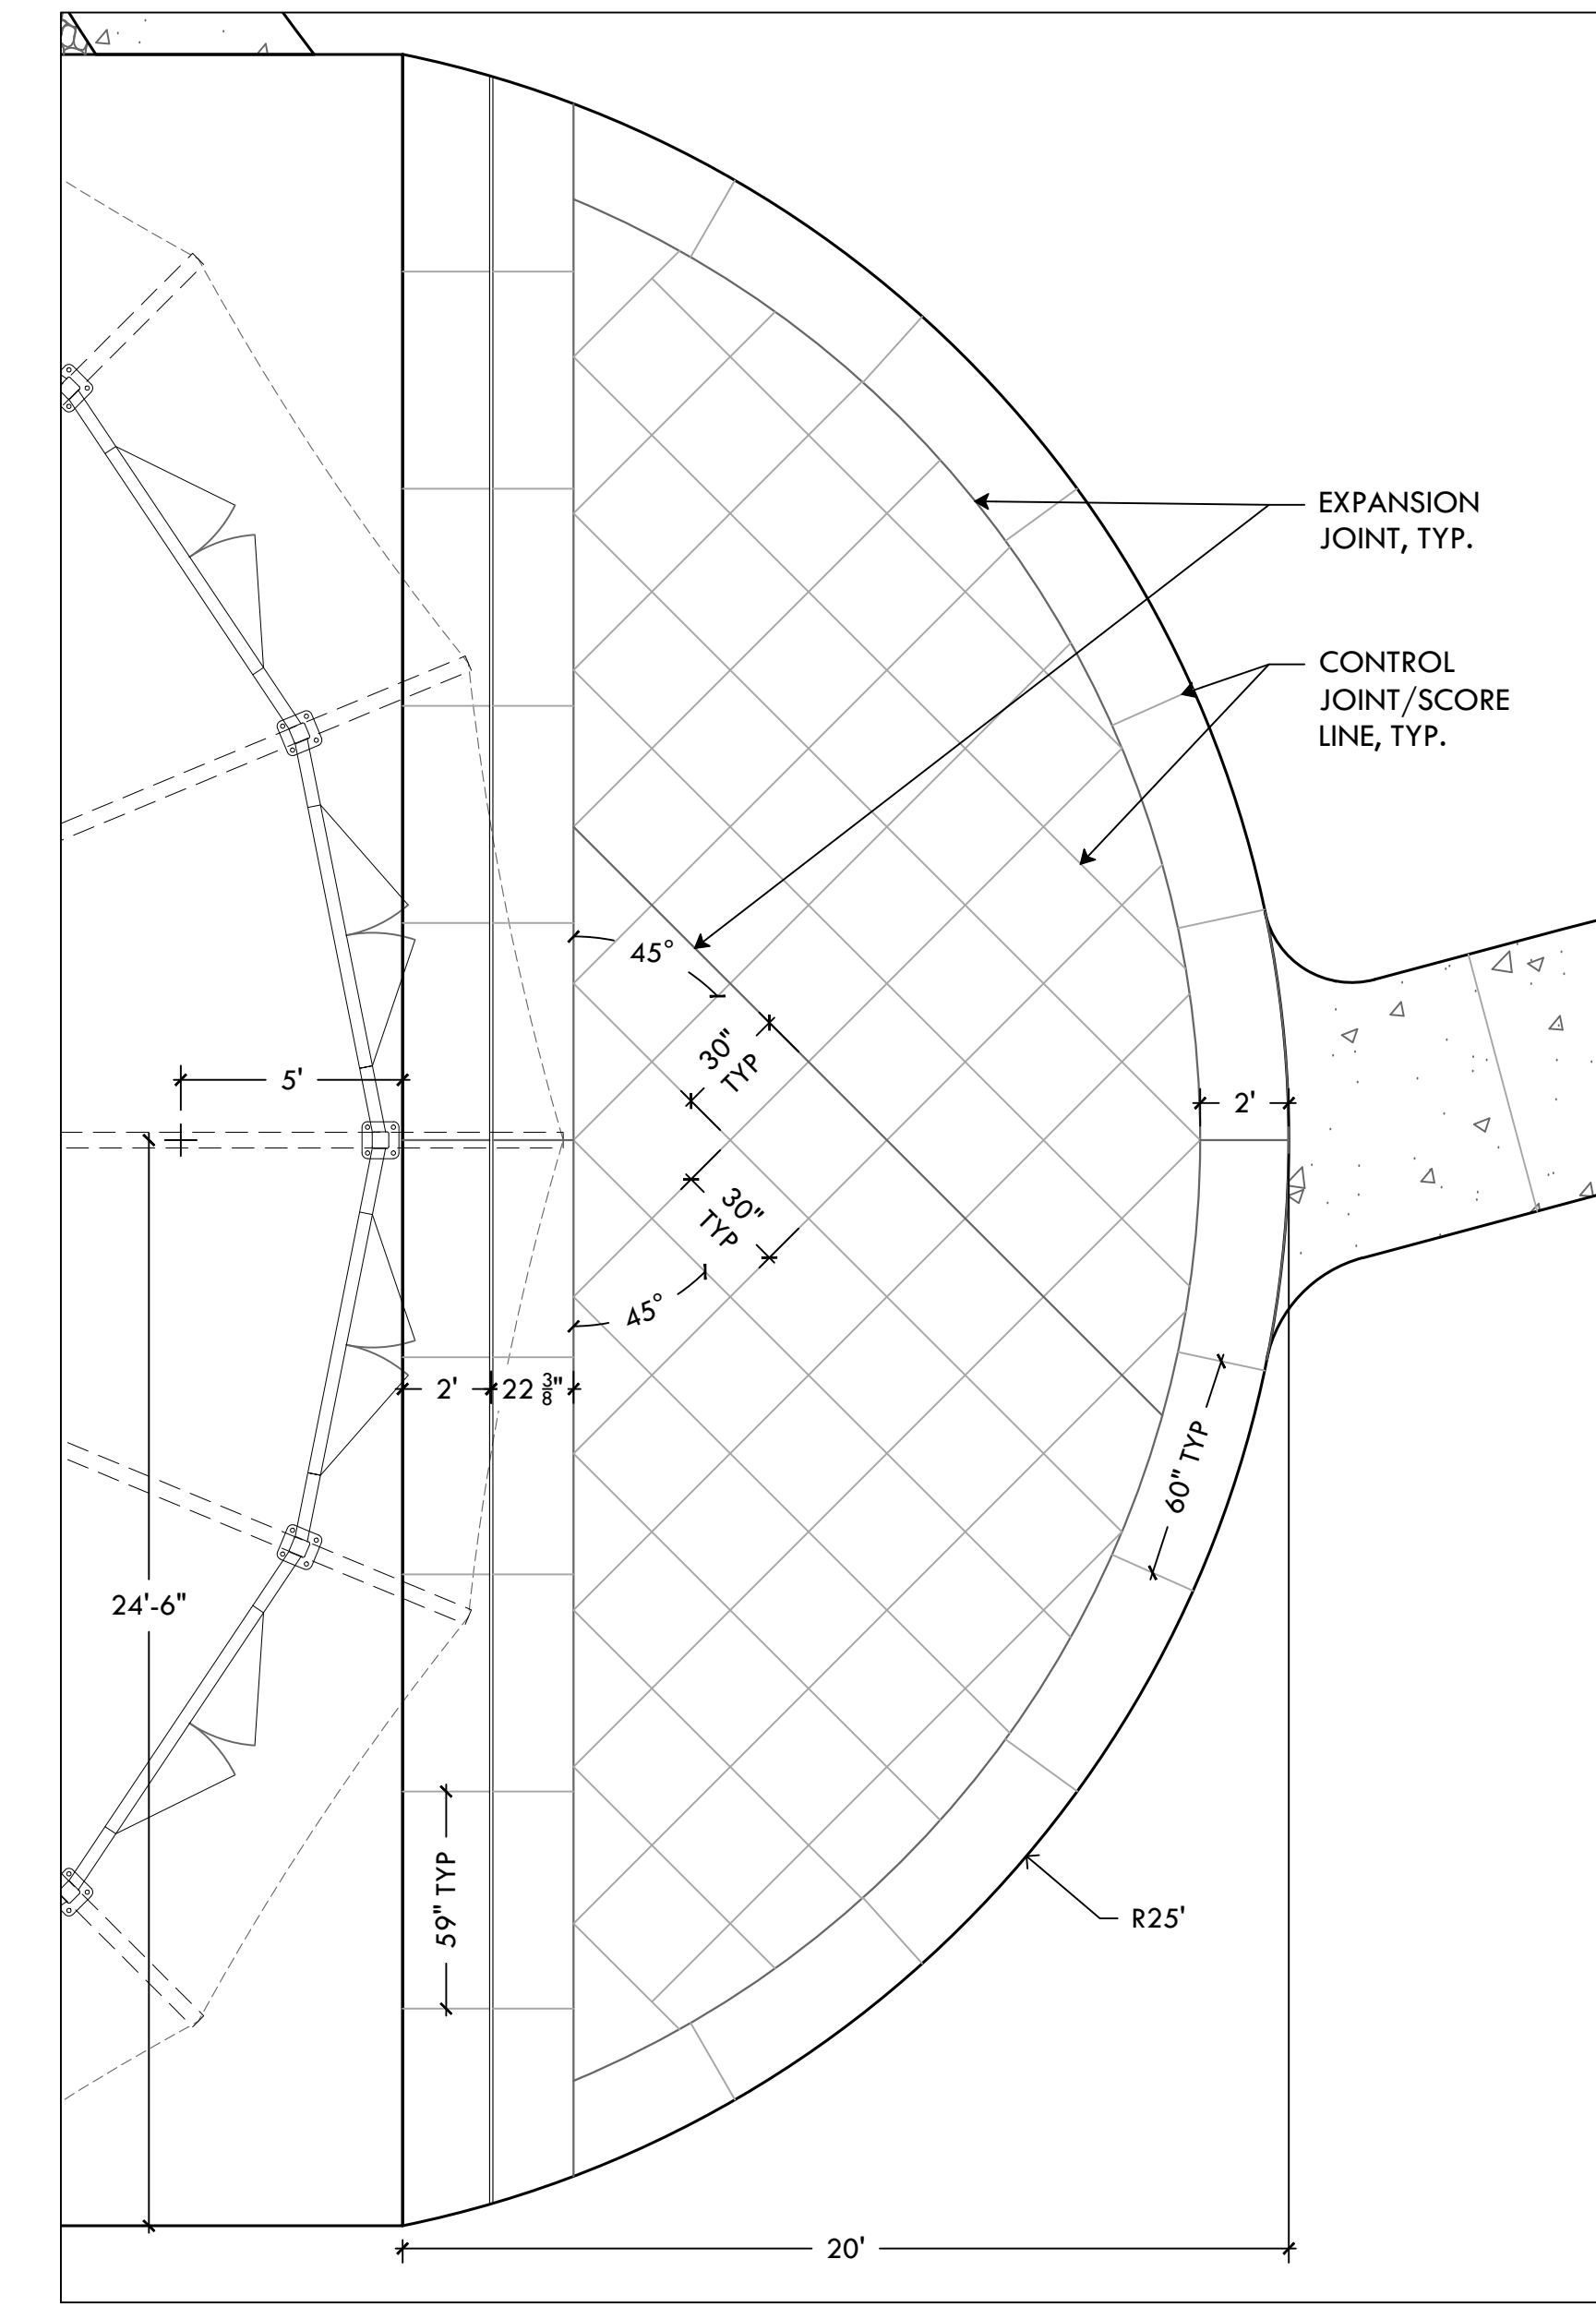 EXPANSION
JOINT, TYP.
CONTROL
JOINT/SCORE
LINE, TYP.
45°
30"
TYP
5'
2'
30"
TYP
45°
2'
22 3/8"
60" TYP
24'-6"
59" TYP
R25'
20'